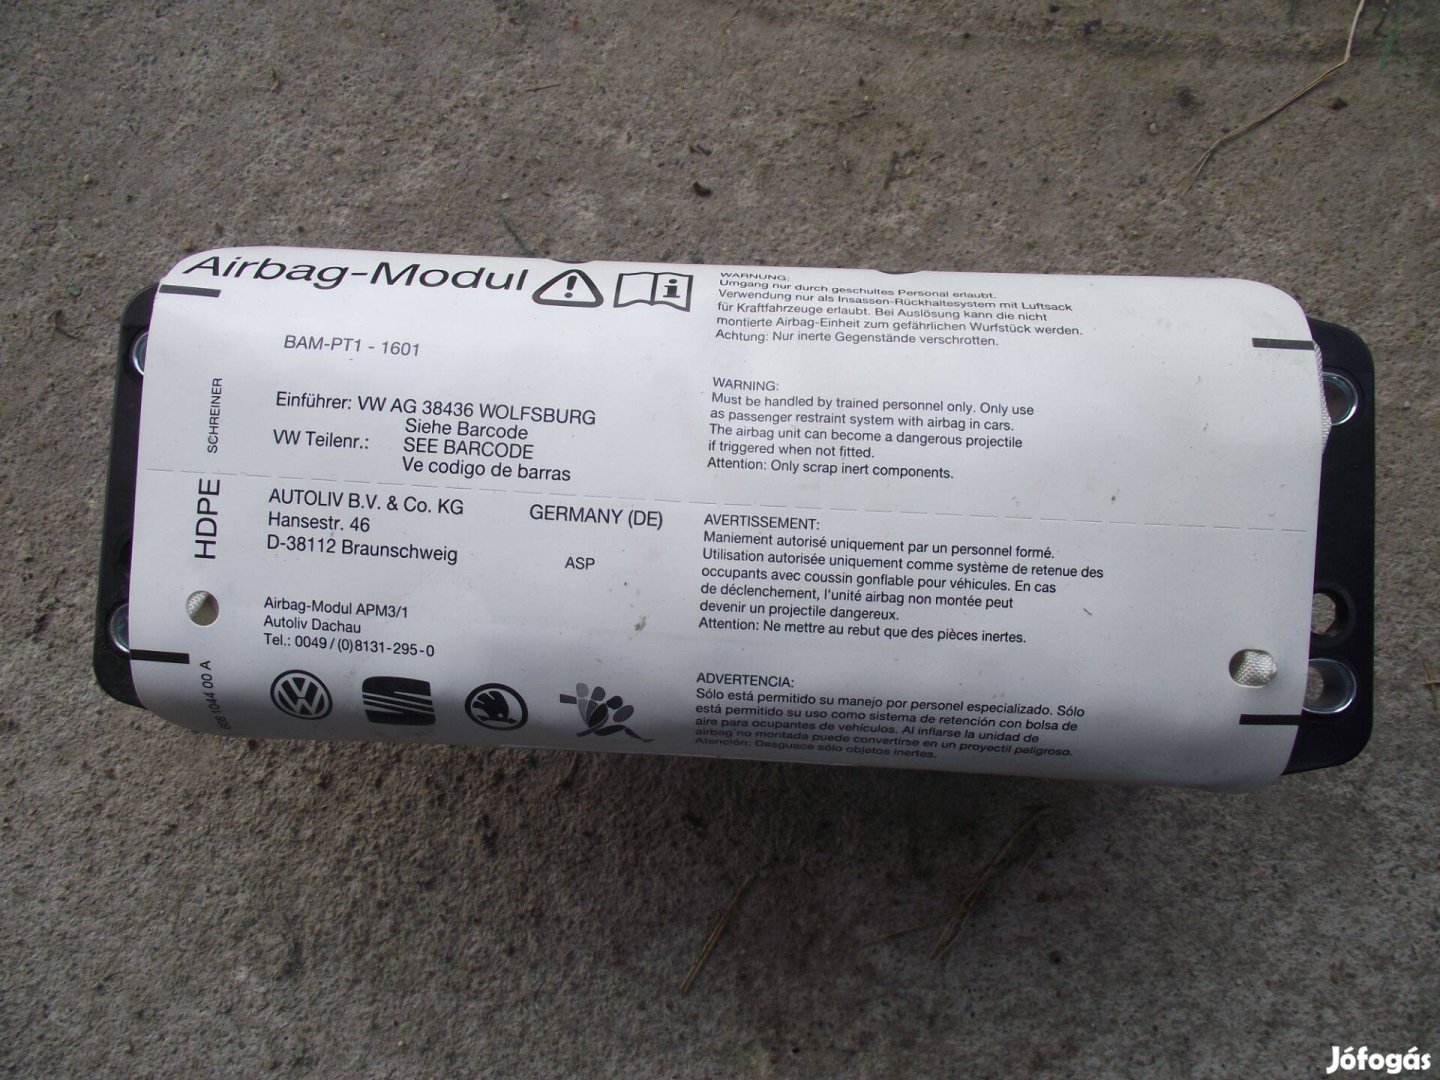 Airbag-Modul
BAM-PT1 - 1601
SCHREINER
Einführer: VW AG 38436 WOLFSBURG
Siehe Barcode
VW Teilenr.: SEE BARCODE
Ve codigo de barras
HDPE
AUTOLIV B.V. & Co. KG
Hansestr. 46
D-38112 Braunschweig
GERMANY (DE)
ASP
Airbag-Modul APM3/1
Autoliv Dachau
Tel.: 0049 / (0)8131-295-0
1044 00 A
WARNUNG:
Umgang nur durch geschultes Personal erlaubt.
Verwendung nur als Insassen-Rückhaltesystem mit Luftsack
für Kraftfahrzeuge erlaubt. Bei Auslösung kann die nicht
montierte Airbag-Einheit zum gefährlichen Wurfstück werden.
Achtung: Nur inerte Gegenstände verschrotten.
WARNING:
Must be handled by trained personnel only. Only use
as passenger restraint system with airbag in cars.
The airbag unit can become a dangerous projectile
if triggered when not fitted.
Attention: Only scrap inert components.
AVERTISSEMENT:
Maniement autorisé uniquement par un personnel formé.
Utilisation autorisée uniquement comme système de retenue des
occupants avec coussin gonflable pour véhicules. En cas
de déclenchement, l'unité airbag non montée peut
devenir un projectile dangereux.
Attention: Ne mettre au rebut que des pièces inertes.
ADVERTENCIA:
Sólo está permitido su manejo por personel especializado. Sólo
está permitido su uso como sistema de retención con bolsa de
aire para ocupantes de vehículos. Al inflarse la unidad de
airbag no montada puede convertirse en un proyectil peligroso.
Atención: Desguace sólo objetos inertes.
Jófogás